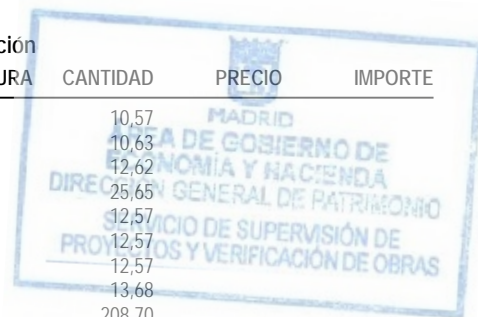 ción
URA CANTIDAD PRECIO IMPORTE
10,57
10,63
12,62
25,65
12,57
12,57
12,57
13,68
208,70
MADRID
ÁREA DE GOBIERNO DE
ECONOMÍA Y HACIENDA
DIRECCIÓN GENERAL DE PATRIMONIO
SERVICIO DE SUPERVISIÓN DE
PROYECTOS Y VERIFICACIÓN DE OBRAS